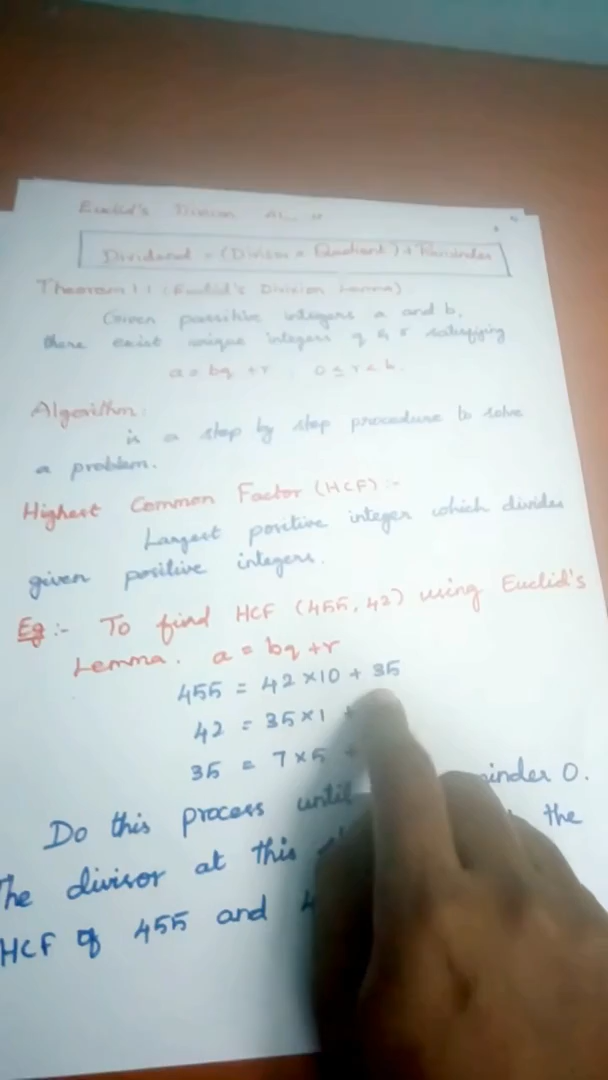 Euclid's Division
Dividend = (Divisor × Quotient) + Remainder
Theorem 1.1 (Euclid's Division Lemma)
Given possitive integers a and b,
there exist unique integers q & r satisfying
a = bq + r, 0 ≤ r < b.
Algorithm:
is a step by step procedure to solve
a problem.
Highest Common Factor (HCF):-
Largest positive integer which divides
given positive integers.
Eg:- To find HCF (455, 42) using Euclid's
Lemma. a = bq + r
455 = 42 × 10 + 35
42 = 35 × 1 +
35 = 7 × 5
Do this process until inder 0.
The divisor at this the
HCF of 455 and 4